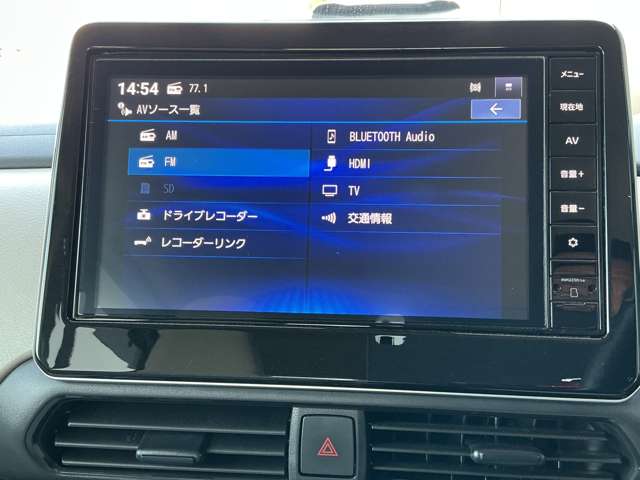 14:54 77.1
AVソース一覧
AM
FM
SD
ドライブレコーダー
レコーダーリンク
BLUETOOTH Audio
HDMI
TV
交通情報
メニュー
現在地
AV
音量+
音量-